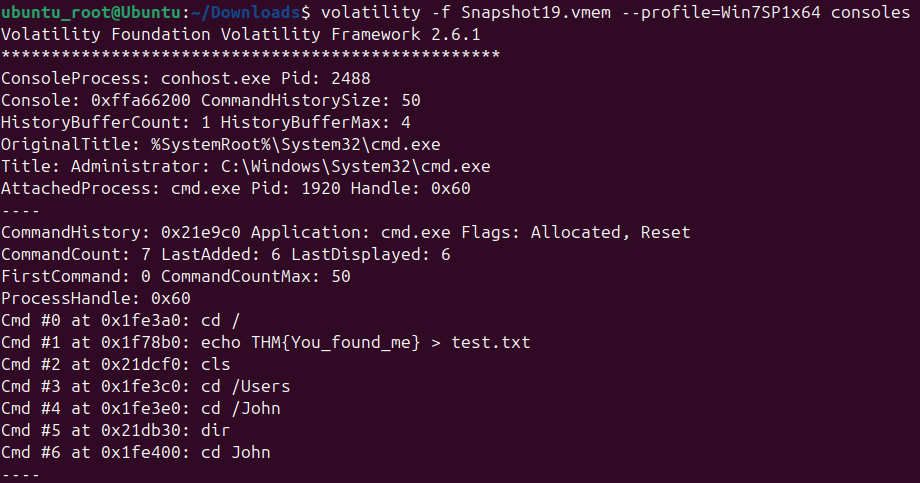 ubuntu_root@Ubuntu:~/Downloads$ volatility -f Snapshot19.vmem --profile=Win7SP1x64 consoles
Volatility Foundation Volatility Framework 2.6.1
**************************************************
ConsoleProcess: conhost.exe Pid: 2488
Console: 0xffa66200 CommandHistorySize: 50
HistoryBufferCount: 1 HistoryBufferMax: 4
OriginalTitle: %SystemRoot%\System32\cmd.exe
Title: Administrator: C:\Windows\System32\cmd.exe
AttachedProcess: cmd.exe Pid: 1920 Handle: 0x60
----
CommandHistory: 0x21e9c0 Application: cmd.exe Flags: Allocated, Reset
CommandCount: 7 LastAdded: 6 LastDisplayed: 6
FirstCommand: 0 CommandCountMax: 50
ProcessHandle: 0x60
Cmd #0 at 0x1fe3a0: cd /
Cmd #1 at 0x1f78b0: echo THM{You_found_me} > test.txt
Cmd #2 at 0x21dcf0: cls
Cmd #3 at 0x1fe3c0: cd /Users
Cmd #4 at 0x1fe3e0: cd /John
Cmd #5 at 0x21db30: dir
Cmd #6 at 0x1fe400: cd John
----